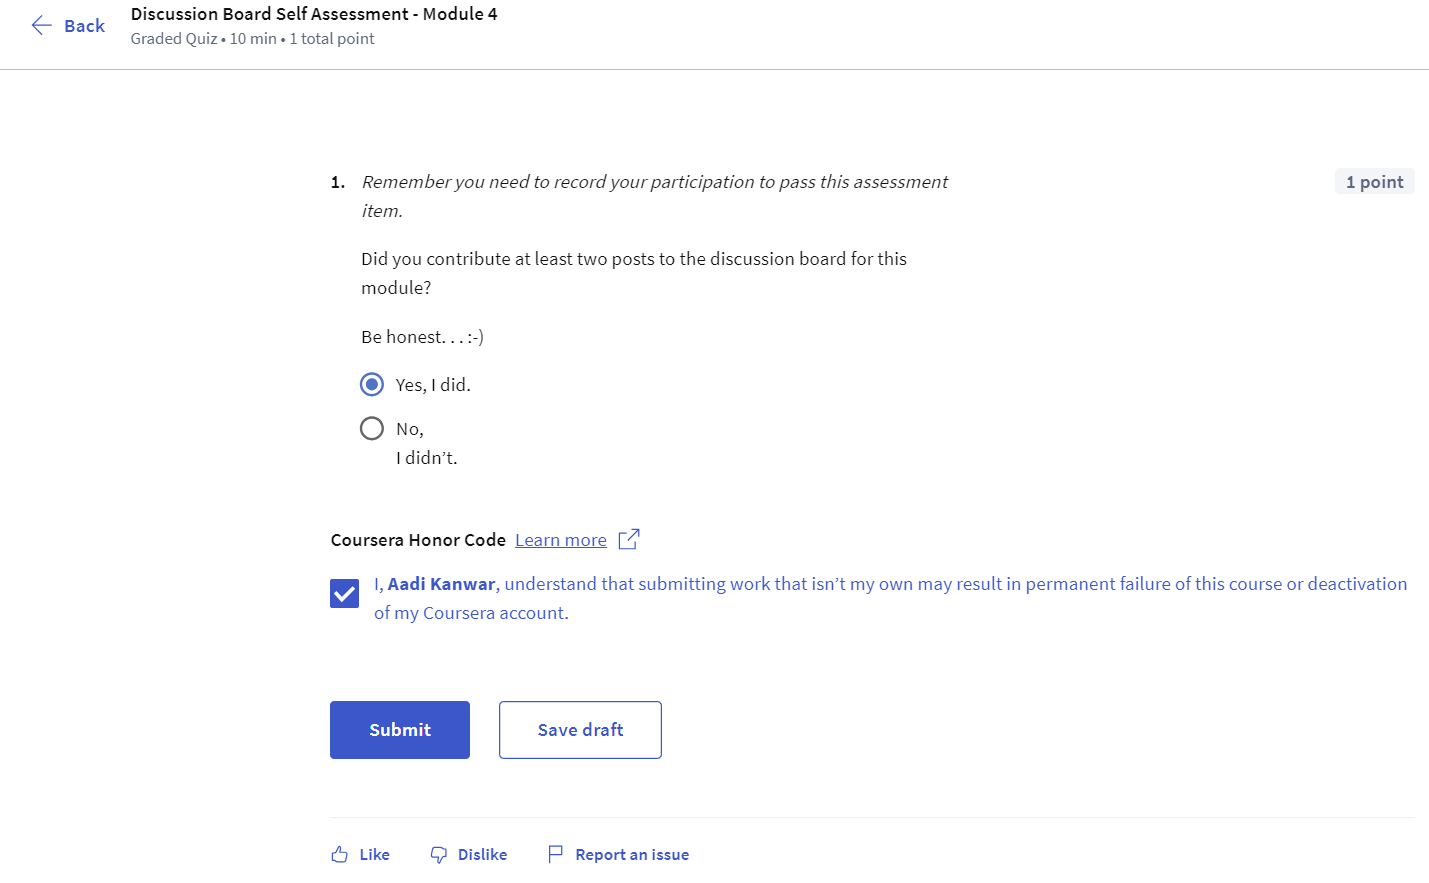 Back
Discussion Board Self Assessment - Module 4
Graded Quiz • 10 min • 1 total point
1. Remember you need to record your participation to pass this assessment
item.
1 point
Did you contribute at least two posts to the discussion board for this
module?
Be honest. . . :-)
Yes, I did.
No,
I didn’t.
Coursera Honor Code Learn more
I, Aadi Kanwar, understand that submitting work that isn’t my own may result in permanent failure of this course or deactivation
of my Coursera account.
Submit
Save draft
Like
Dislike
Report an issue